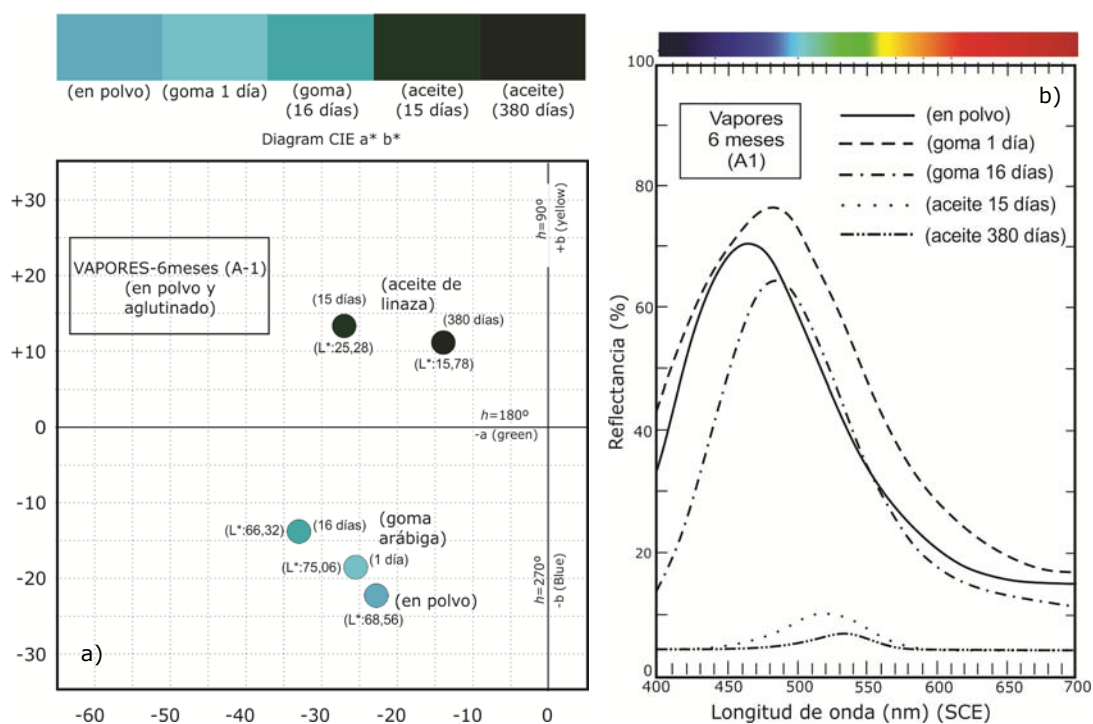 (en polvo) (goma 1 día) (goma) (aceite) (aceite)
(16 días) (15 días) (380 días)
Diagram CIE a* b*
+30
+20
+10
0
-10
-20
-30
-60 -50 -40 -30 -20 -10 0
h=90º
+b (yellow)
VAPORES-6meses (A-1)
(en polvo y
aglutinado)
(aceite de
linaza)
(15 días)
(L*:25,28)
(380 días)
(L*:15,78)
h=180º
-a (green)
(goma
arábiga)
(L*:66,32) (16 días)
(L*:75,06) (1 día)
(en polvo)
(L*:68,56)
h=270º
-b (Blue)
a)
b)
100
80
60
40
20
0
Reflectancia (%)
Vapores
6 meses
(A1)
(en polvo)
(goma 1 día)
(goma 16 días)
(aceite 15 días)
(aceite 380 días)
400 500 600 700
Longitud de onda (nm) (SCE)